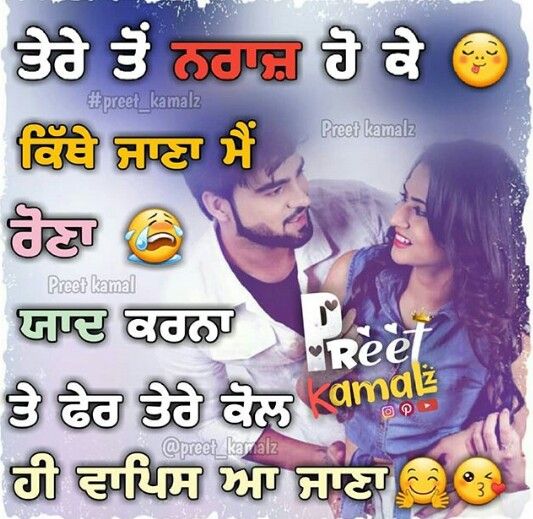 ਤੇਰੇ ਤੋਂ ਨਰਾਜ਼ ਹੋ ਕੇ 😋
#preet_kamalz
Preet kamalz
ਕਿੱਥੇ ਜਾਣਾ ਮੈਂ
ਰੋਣਾ 😭
Preet kamal
ਯਾਦ ਕਰਨਾ
PReet
Kamalz
ਤੇ ਫੇਰ ਤੇਰੇ ਕੋਲ
@preet_kamalz
ਹੀ ਵਾਪਿਸ ਆ ਜਾਣਾ 🤗😘